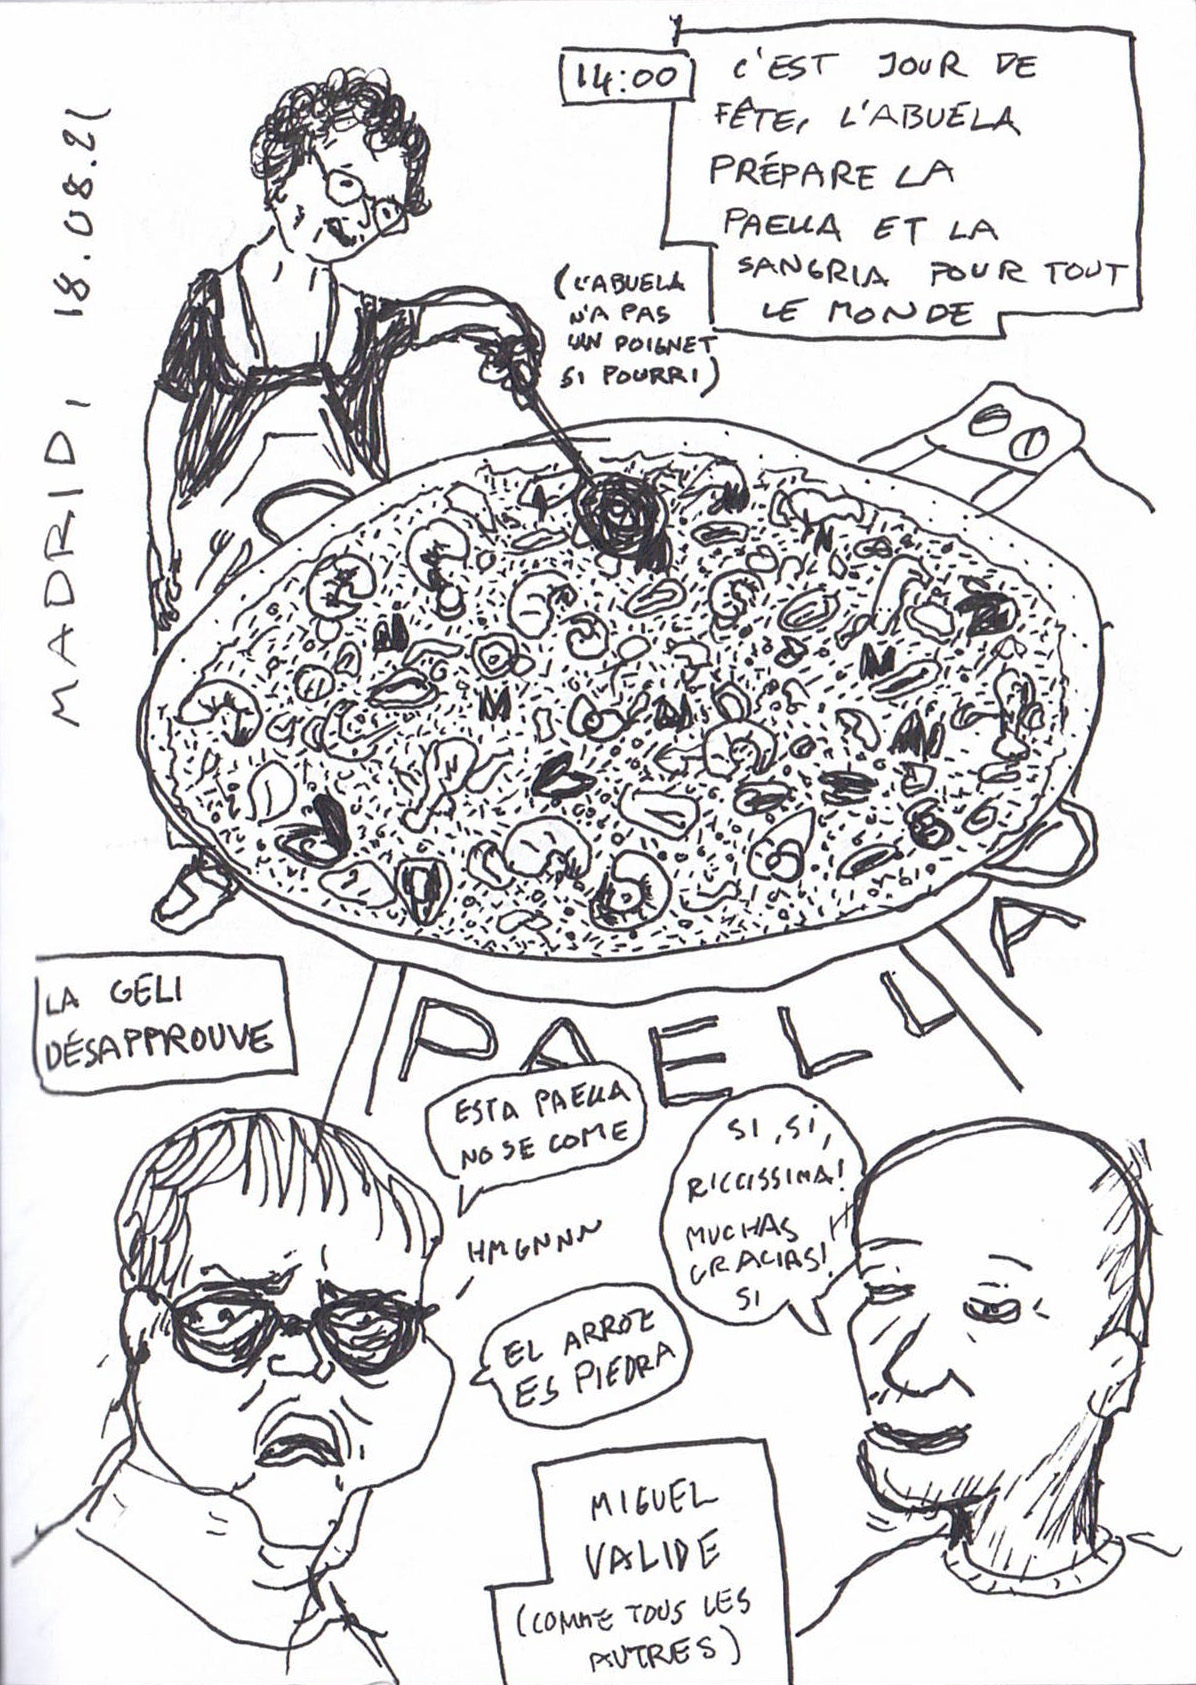 MADRID, 18.08.21
14:00
C'EST JOUR DE
FÊTE, L'ABUELA
PRÉPARE LA
PAELLA ET LA
SANGRIA POUR TOUT
LE MONDE
(L'ABUELA
N'A PAS
UN POIGNET
SI POURRI)
PAELLA
LA GELI
DÉSAPPROUVE
ESTA PAELLA
NO SE COME
HMGNNN
EL ARROZ
ES PIEDRA
SI, SI,
RICCISSIMA!
MUCHAS
GRACIAS!
SI
MIGUEL
VALIDE
(COMME TOUS LES
AUTRES)